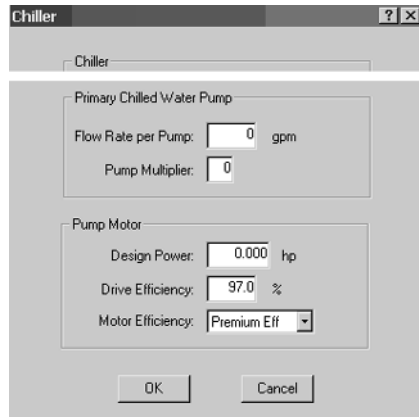 Chiller
Chiller
Primary Chilled Water Pump
Flow Rate per Pump: 0 gpm
Pump Multiplier: 0
Pump Motor
Design Power: 0.000 hp
Drive Efficiency: 97.0 %
Motor Efficiency: Premium Eff
OK Cancel